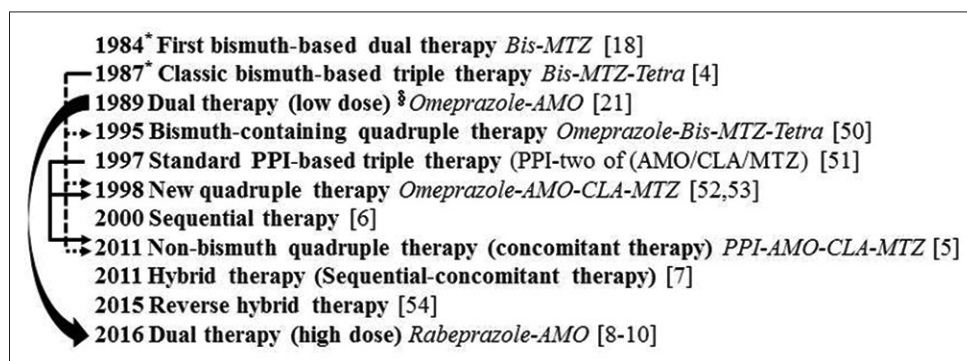 1984* First bismuth-based dual therapy Bis-MTZ [18]
1987* Classic bismuth-based triple therapy Bis-MTZ-Tetra [4]
1989 Dual therapy (low dose) § Omeprazole-AMO [21]
1995 Bismuth-containing quadruple therapy Omeprazole-Bis-MTZ-Tetra [50]
1997 Standard PPI-based triple therapy (PPI-two of (AMO/CLA/MTZ) [51]
1998 New quadruple therapy Omeprazole-AMO-CLA-MTZ [52,53]
2000 Sequential therapy [6]
2011 Non-bismuth quadruple therapy (concomitant therapy) PPI-AMO-CLA-MTZ [5]
2011 Hybrid therapy (Sequential-concomitant therapy) [7]
2015 Reverse hybrid therapy [54]
2016 Dual therapy (high dose) Rabeprazole-AMO [8-10]